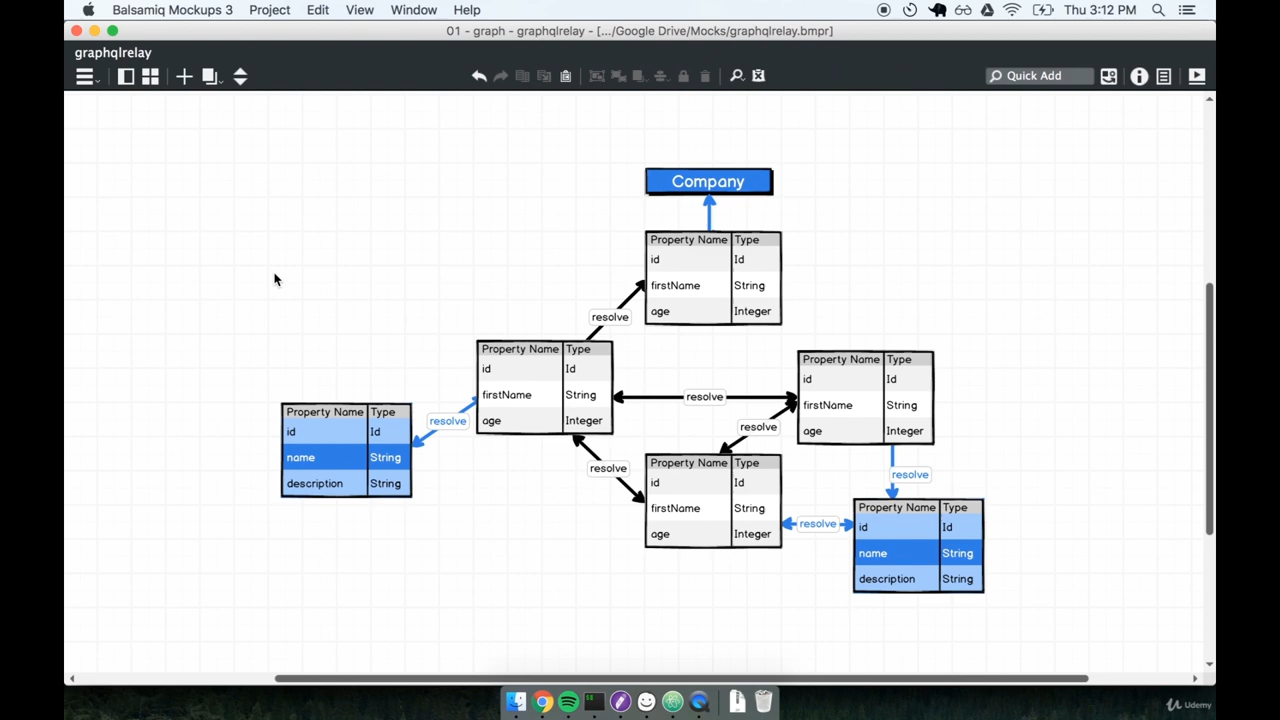 Balsamiq Mockups 3 Project Edit View Window Help Thu 3:12 PM
01 - graph - graphqlrelay - [.../Google Drive/Mocks/graphqlrelay.bmpr]
graphqlrelay
Quick Add
Company
Property Name Type
id Id
firstName String
age Integer
resolve
Property Name Type
id Id
firstName String
age Integer
resolve
Property Name Type
id Id
firstName String
age Integer
resolve
Property Name Type
id Id
name String
description String
resolve
resolve
Property Name Type
id Id
firstName String
age Integer
resolve
resolve
Property Name Type
id Id
name String
description String
Udemy